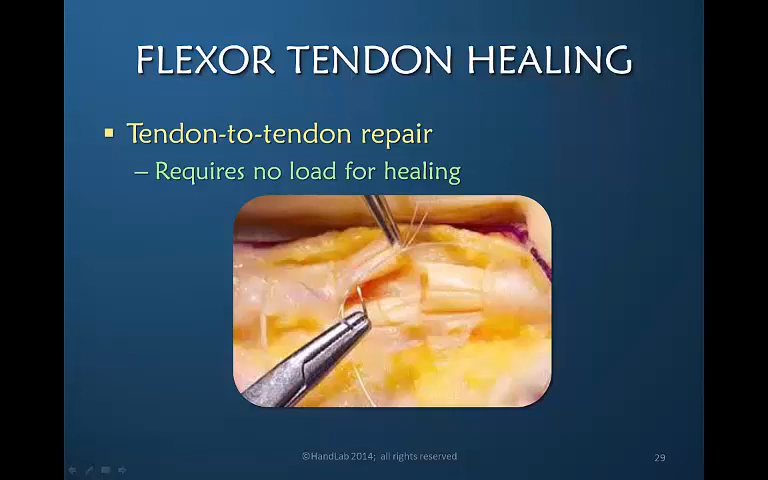 FLEXOR TENDON HEALING
▪ Tendon-to-tendon repair
– Requires no load for healing
©HandLab 2014; all rights reserved
29